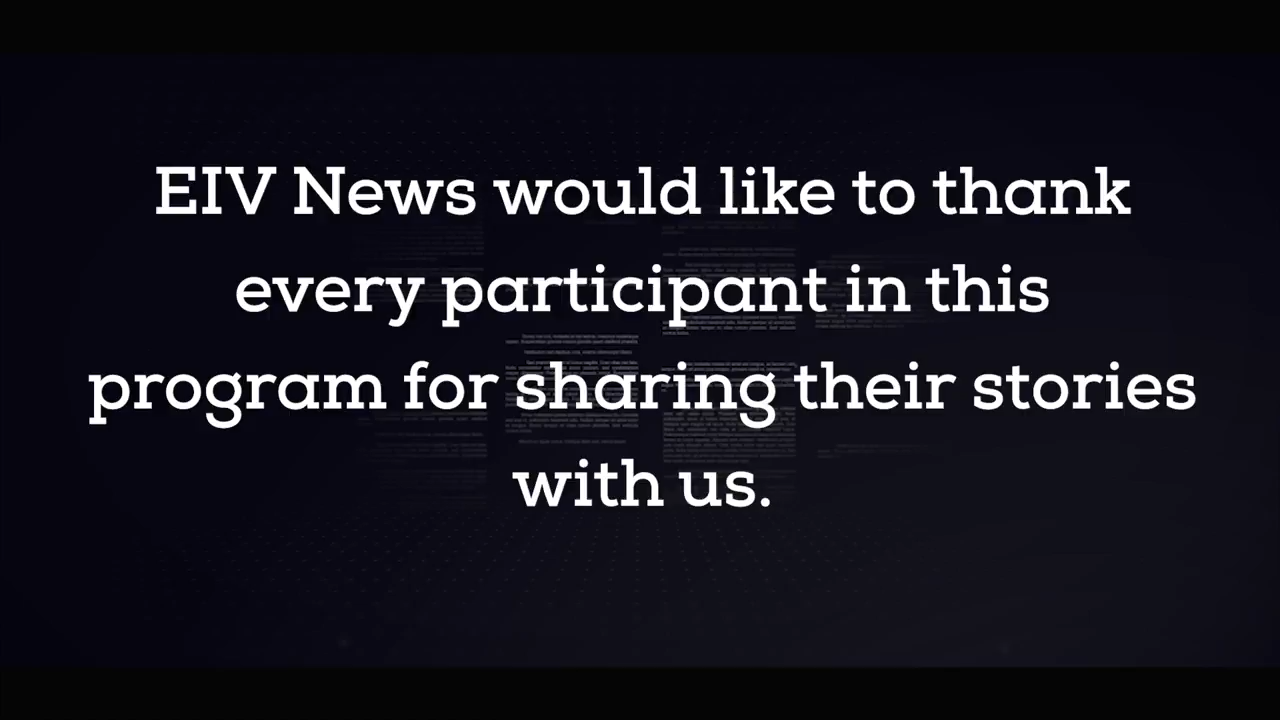 EIV News would like to thank
every participant in this
program for sharing their stories
with us.